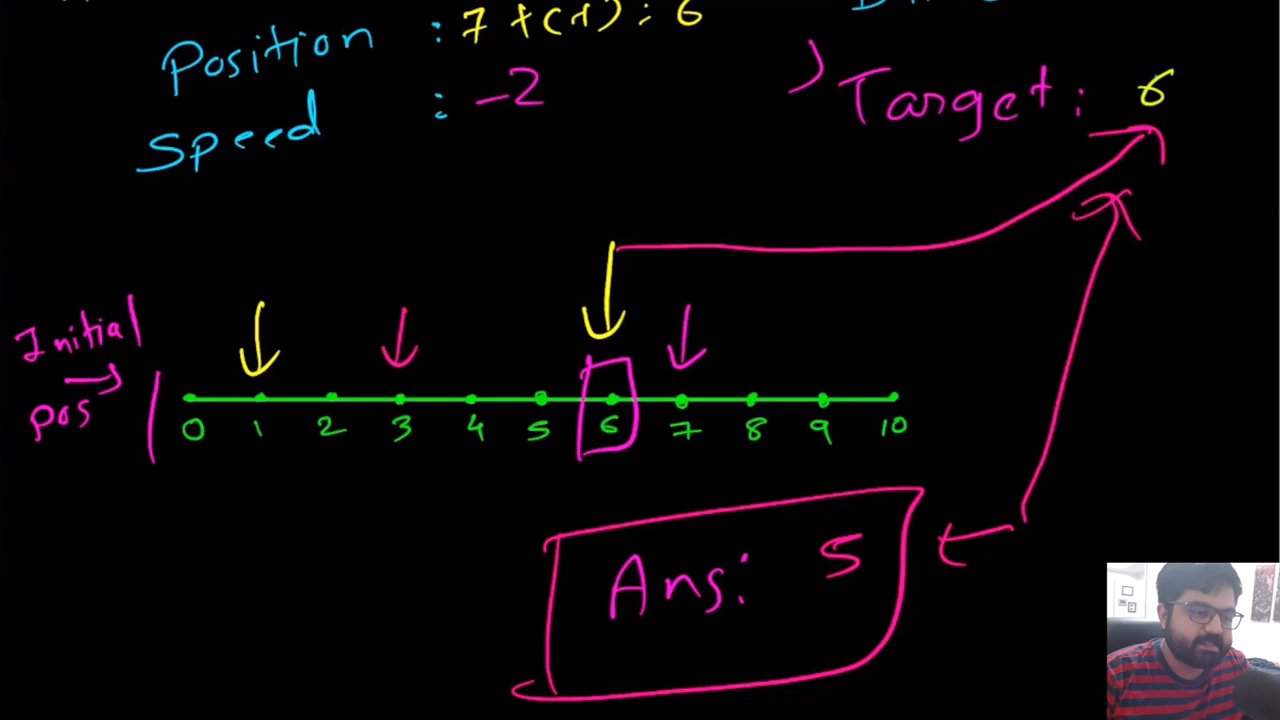 Position : 7 + (-1) : 6
Speed : -2
Target : 6
Initial
pos
0 1 2 3 4 5 6 7 8 9 10
Ans: 5